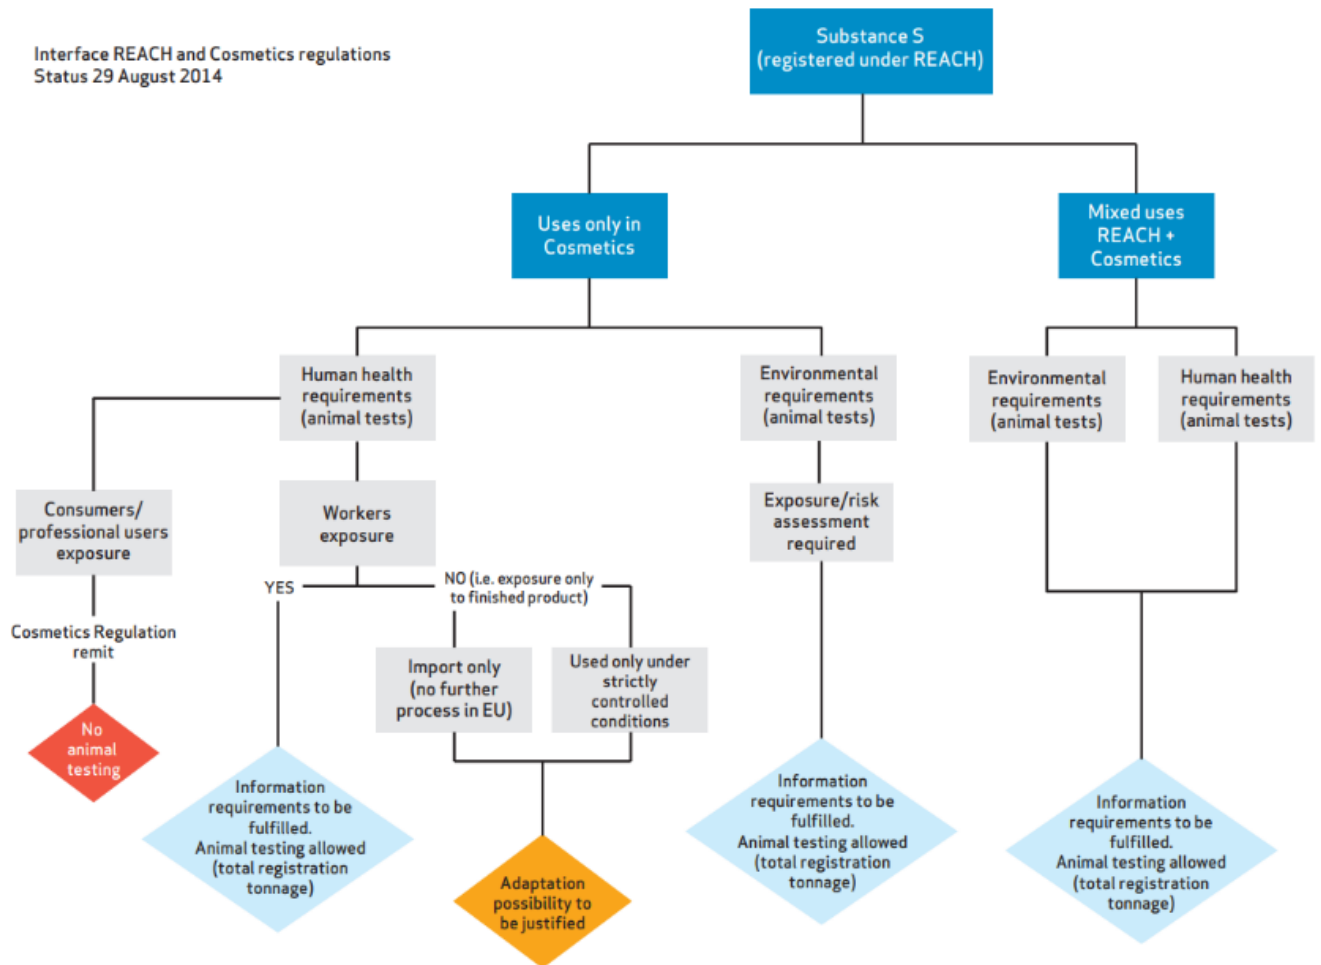 Interface REACH and Cosmetics regulations
Status 29 August 2014
Substance S
(registered under REACH)
Uses only in
Cosmetics
Mixed uses
REACH +
Cosmetics
Human health
requirements
(animal tests)
Environmental
requirements
(animal tests)
Environmental
requirements
(animal tests)
Human health
requirements
(animal tests)
Consumers/
professional users
exposure
Workers
exposure
Exposure/risk
assessment
required
YES
NO (i.e. exposure only
to finished product)
Cosmetics Regulation
remit
Import only
(no further
process in EU)
Used only under
strictly
controlled
conditions
No
animal
testing
Information
requirements to be
fulfilled.
Animal testing allowed
(total registration
tonnage)
Adaptation
possibility to
be justified
Information
requirements to be
fulfilled.
Animal testing allowed
(total registration
tonnage)
Information
requirements to be
fulfilled.
Animal testing allowed
(total registration
tonnage)